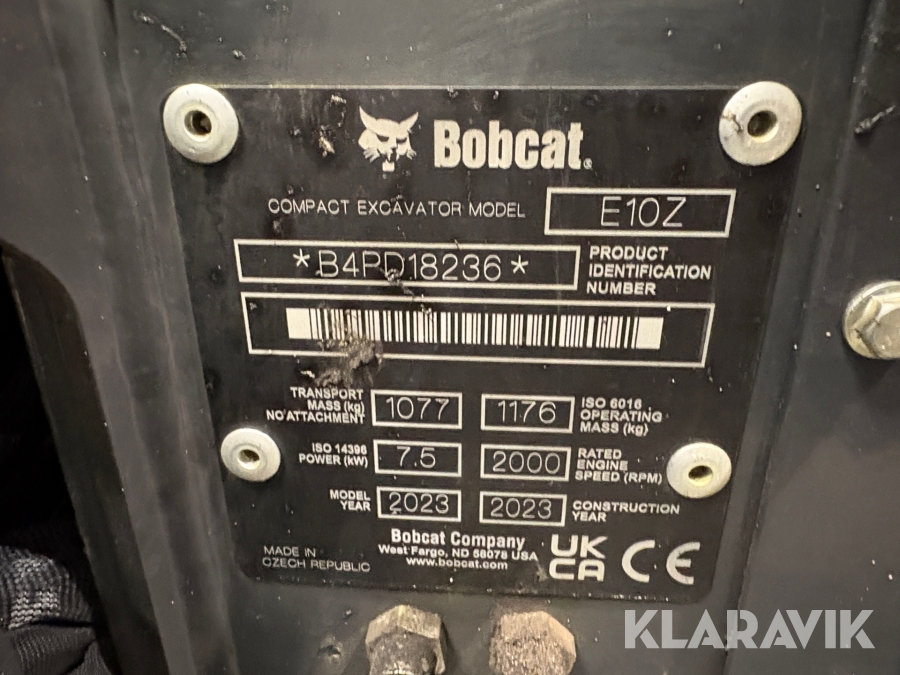 Bobcat.
COMPACT EXCAVATOR MODEL E10Z
*B4PD18236*
PRODUCT
IDENTIFICATION
NUMBER
TRANSPORT
MASS (kg)
NO ATTACHMENT
1077
1176
ISO 6016
OPERATING
MASS (kg)
ISO 14396
POWER (kW)
7.5
2000
RATED
ENGINE
SPEED (RPM)
MODEL
YEAR
2023
2023
CONSTRUCTION
YEAR
Bobcat Company
West Fargo, ND 58078 USA
www.bobcat.com
MADE IN
CZECH REPUBLIC
UK
CA
CE
KLARAVIK